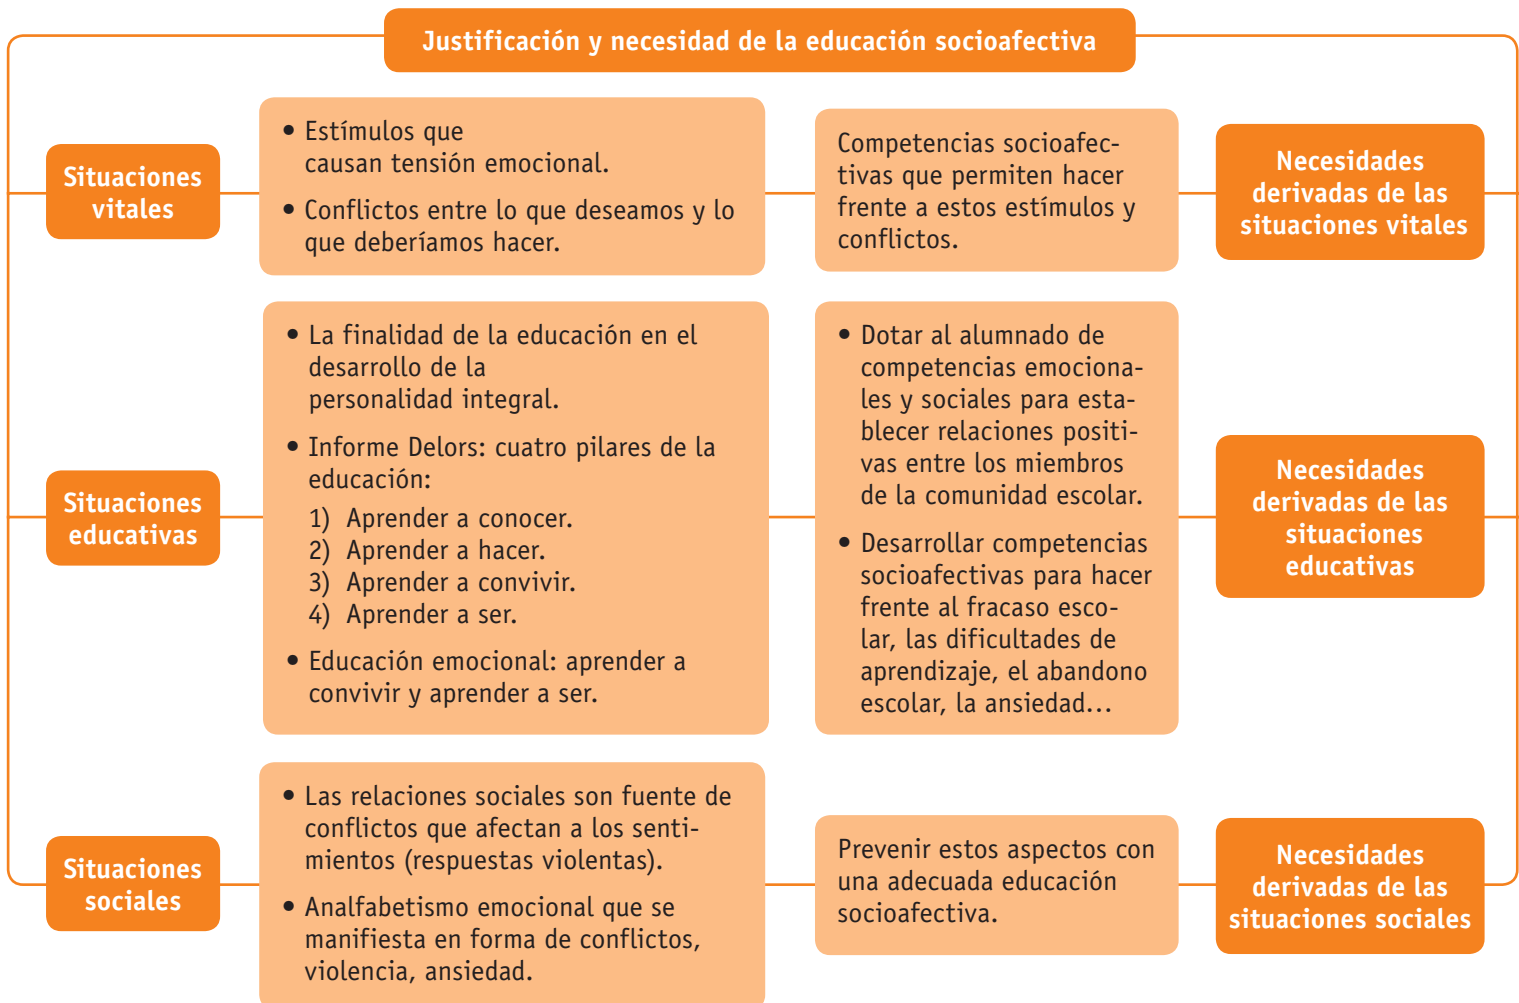 Justificación y necesidad de la educación socioafectiva
Situaciones
vitales
• Estímulos que
causan tensión emocional.
• Conflictos entre lo que deseamos y lo
que deberíamos hacer.
Competencias socioafec-
tivas que permiten hacer
frente a estos estímulos y
conflictos.
Necesidades
derivadas de las
situaciones vitales
Situaciones
educativas
• La finalidad de la educación en el
desarrollo de la
personalidad integral.
• Informe Delors: cuatro pilares de la
educación:
1) Aprender a conocer.
2) Aprender a hacer.
3) Aprender a convivir.
4) Aprender a ser.
• Educación emocional: aprender a
convivir y aprender a ser.
• Dotar al alumnado de
competencias emociona-
les y sociales para esta-
blecer relaciones positi-
vas entre los miembros
de la comunidad escolar.
• Desarrollar competencias
socioafectivas para hacer
frente al fracaso esco-
lar, las dificultades de
aprendizaje, el abandono
escolar, la ansiedad…
Necesidades
derivadas de las
situaciones
educativas
Situaciones
sociales
• Las relaciones sociales son fuente de
conflictos que afectan a los senti-
mientos (respuestas violentas).
• Analfabetismo emocional que se
manifiesta en forma de conflictos,
violencia, ansiedad.
Prevenir estos aspectos con
una adecuada educación
socioafectiva.
Necesidades
derivadas de las
situaciones sociales